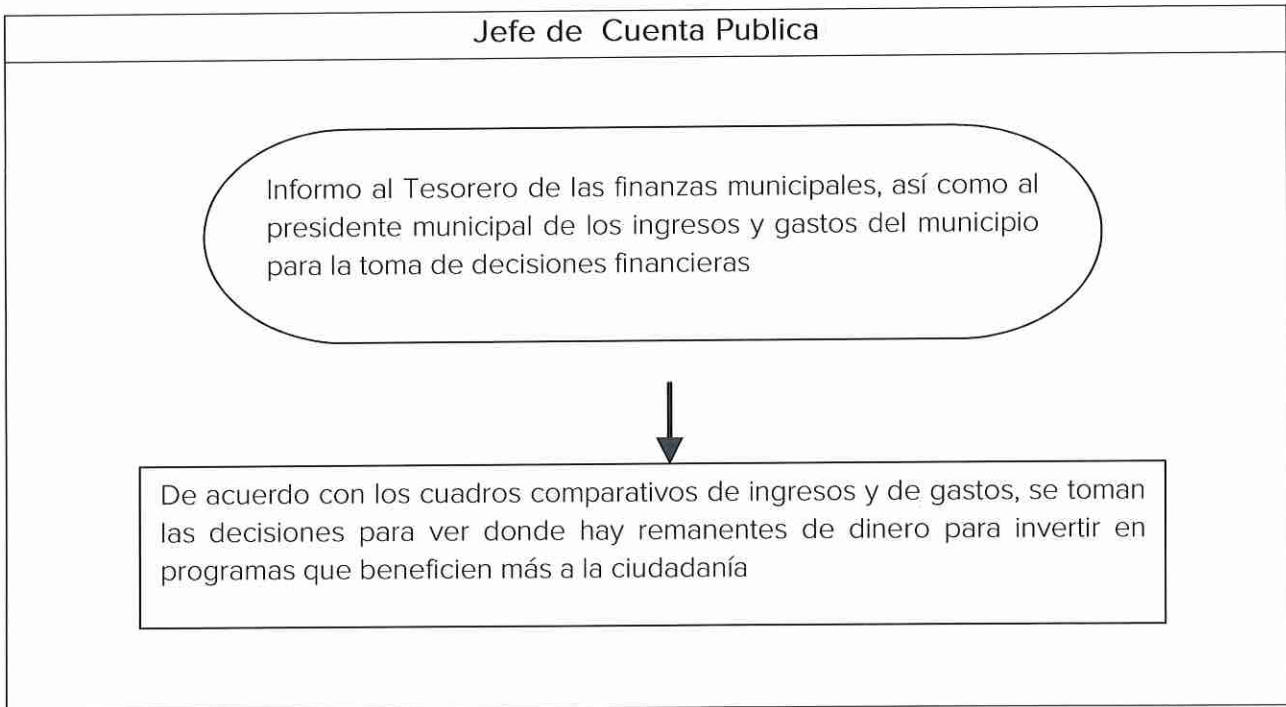 Jefe de Cuenta Publica
Informo al Tesorero de las finanzas municipales, así como al
presidente municipal de los ingresos y gastos del municipio
para la toma de decisiones financieras
De acuerdo con los cuadros comparativos de ingresos y de gastos, se toman
las decisiones para ver donde hay remanentes de dinero para invertir en
programas que beneficien más a la ciudadanía